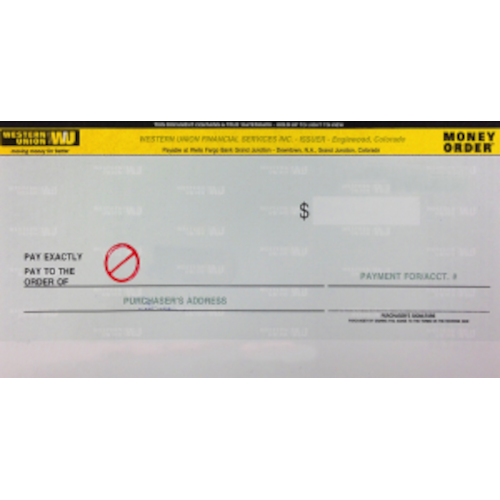 THIS DOCUMENT CONTAINS A TRUE WATERMARK - HOLD UP TO LIGHT TO VIEW
WESTERN UNION WU
moving money for better
WESTERN UNION FINANCIAL SERVICES INC. - ISSUER - Englewood, Colorado
Payable at Wells Fargo Bank Grand Junction - Downtown, N.A., Grand Junction, Colorado
MONEY
ORDER
$
PAY EXACTLY
PAY TO THE
ORDER OF
PAYMENT FOR/ACCT. #
PURCHASER'S ADDRESS
PURCHASER'S SIGNATURE